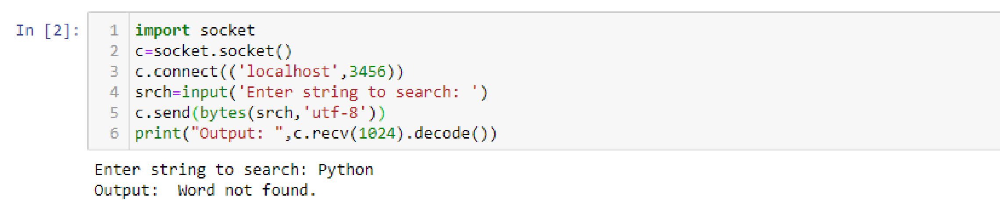 In [2]:
1 import socket
2 c=socket.socket()
3 c.connect(('localhost',3456))
4 srch=input('Enter string to search: ')
5 c.send(bytes(srch,'utf-8'))
6 print("Output: ",c.recv(1024).decode())
Enter string to search: Python
Output:  Word not found.